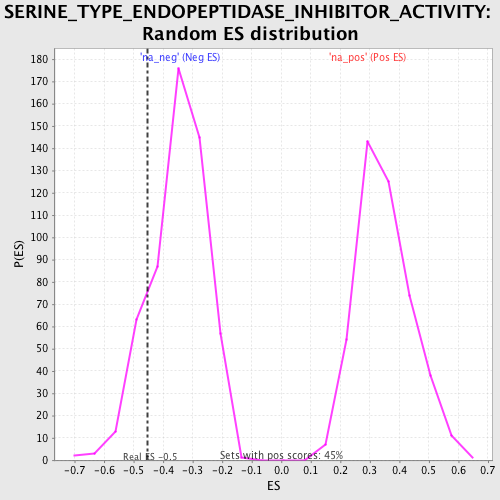 SERINE_TYPE_ENDOPEPTIDASE_INHIBITOR_ACTIVITY:
Random ES distribution
'na_neg' (Neg ES)
'na_pos' (Pos ES)
180
170
160
150
140
130
120
110
100
90
80
70
60
50
40
30
20
10
0
P(ES)
Real ES -0.5
Sets with pos scores: 45%
-0.7 -0.6 -0.5 -0.4 -0.3 -0.2 -0.1 0.0 0.1 0.2 0.3 0.4 0.5 0.6 0.7
ES